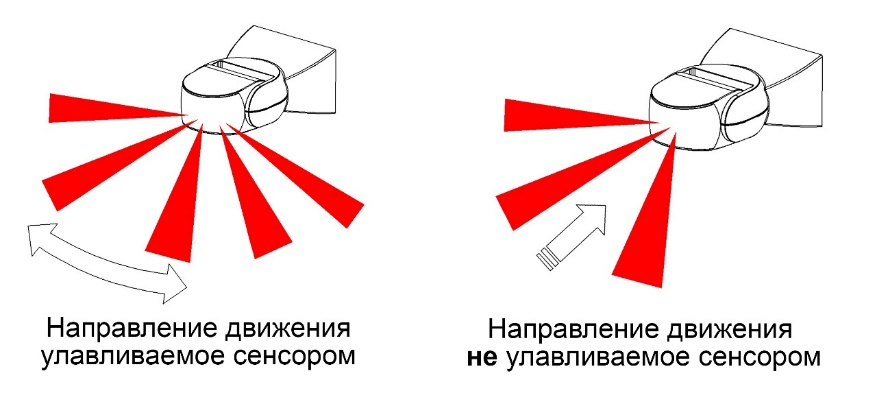 Направление движения
улавливаемое сенсором
Направление движения
не улавливаемое сенсором